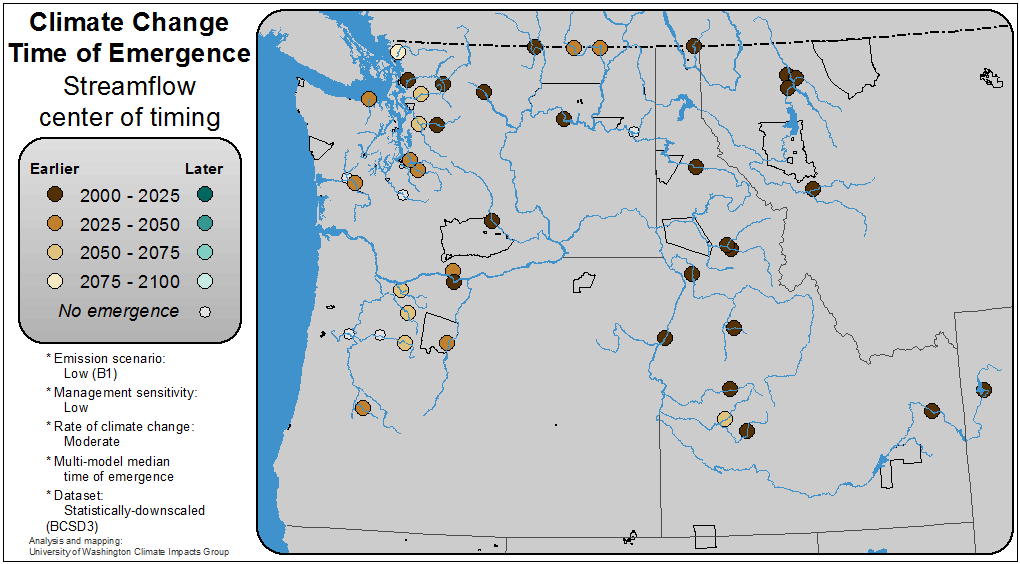 Climate Change
Time of Emergence
Streamflow
center of timing
Earlier Later
2000 - 2025
2025 - 2050
2050 - 2075
2075 - 2100
No emergence
* Emission scenario:
Low (B1)
* Management sensitivity:
Low
* Rate of climate change:
Moderate
* Multi-model median
time of emergence
* Dataset:
Statistically-downscaled
(BCSD3)
Analysis and mapping:
University of Washington Climate Impacts Group